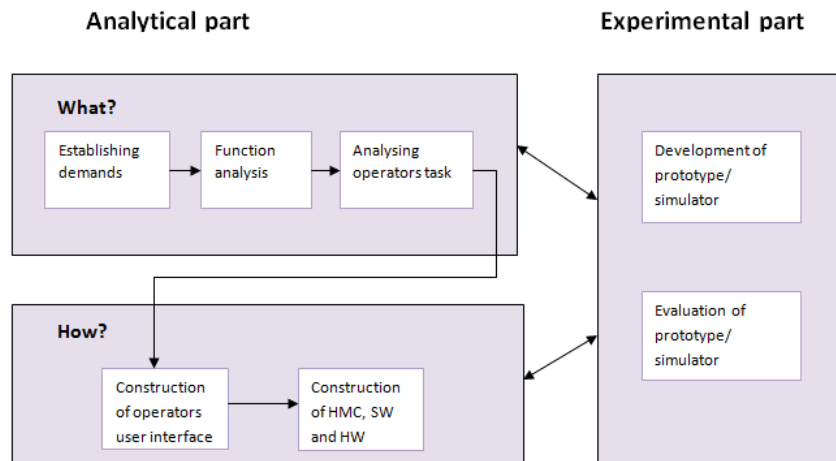 Analytical part
Experimental part
What?
Establishing
demands
Function
analysis
Analysing
operators task
Development of
prototype/
simulator
How?
Construction
of operators
user interface
Construction
of HMC, SW
and HW
Evaluation of
prototype/
simulator